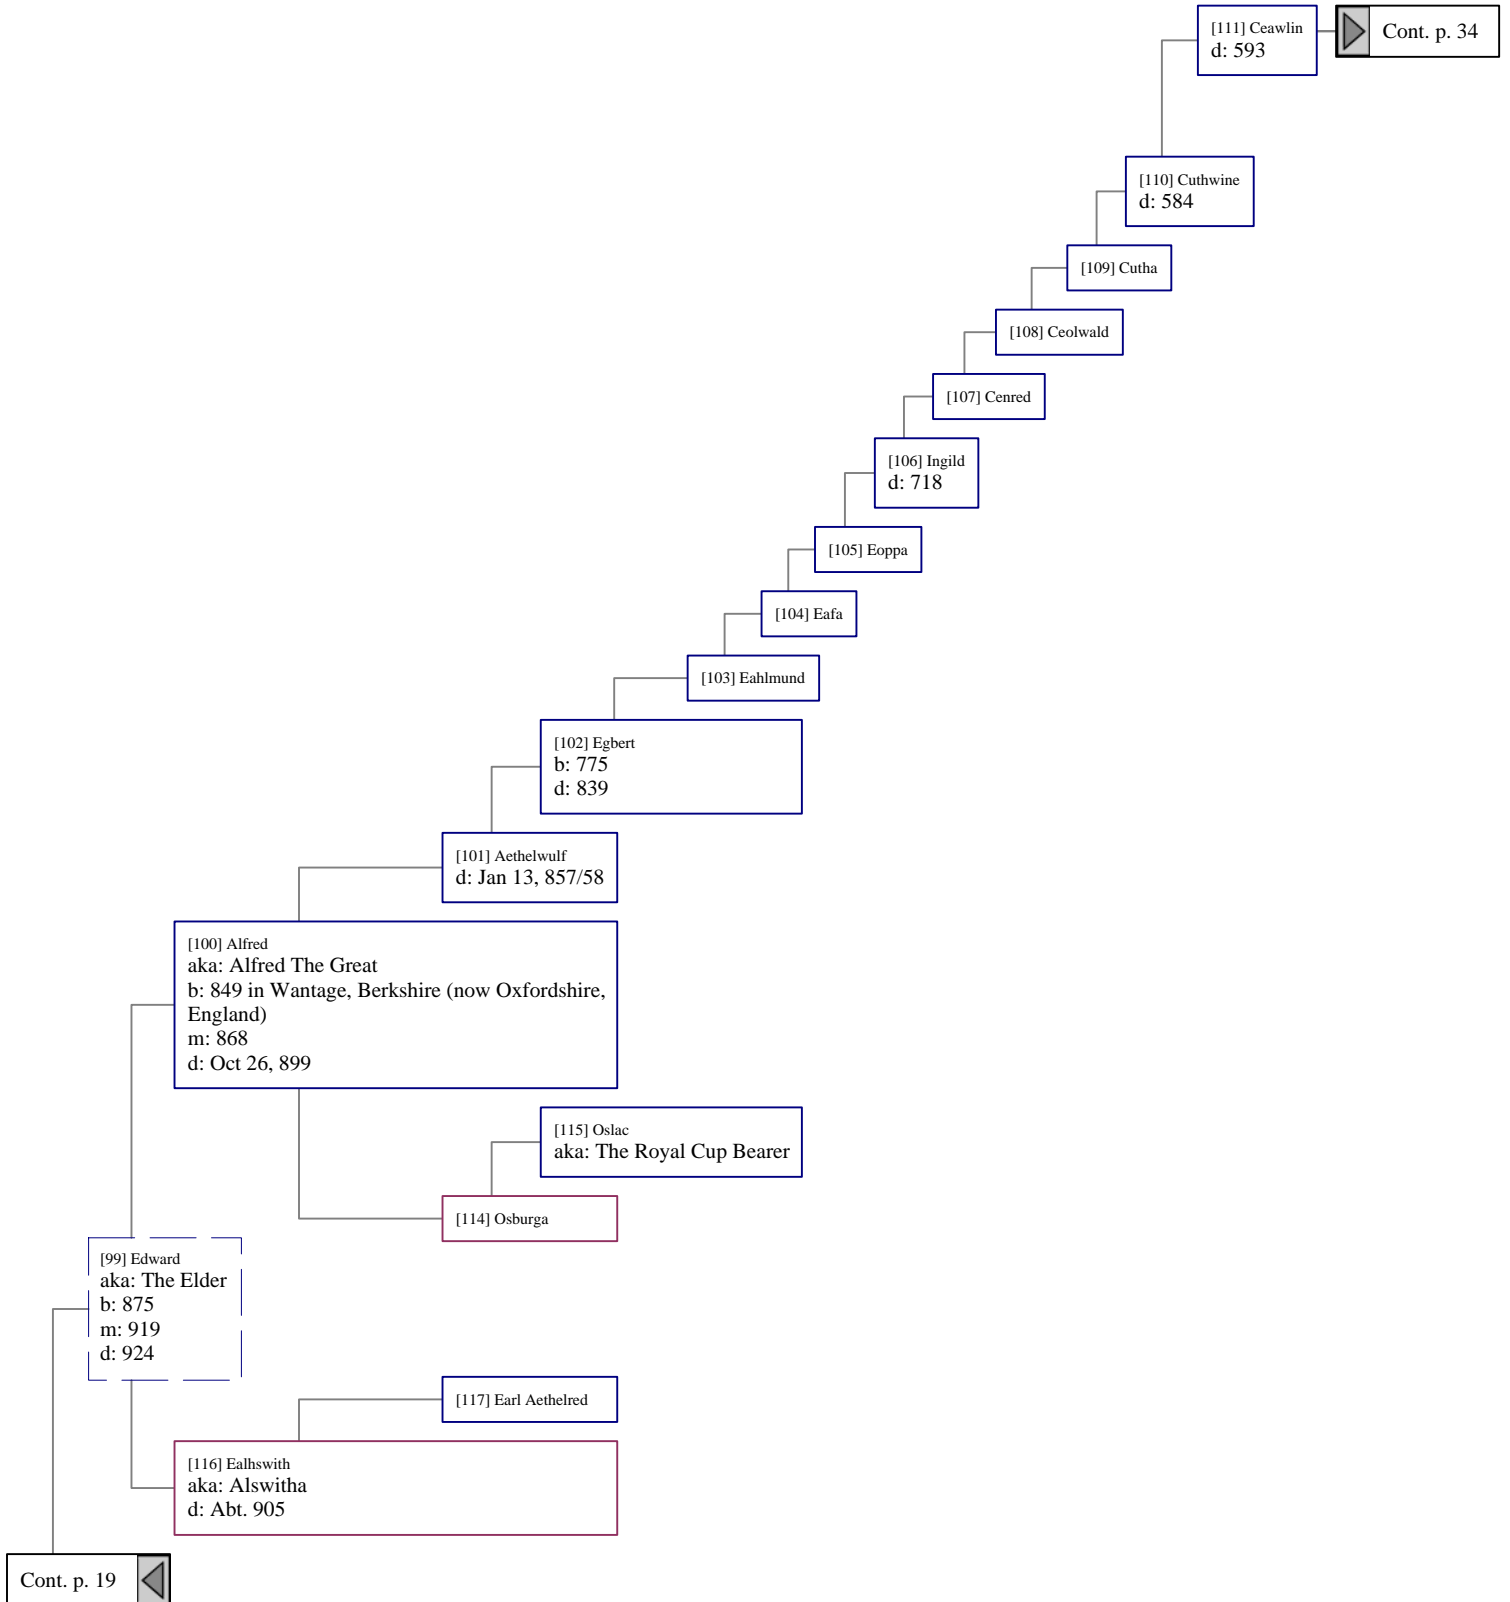 [111] Ceawlin
d: 593
Cont. p. 34
[110] Cuthwine
d: 584
[109] Cutha
[108] Ceolwald
[107] Cenred
[106] Ingild
d: 718
[105] Eoppa
[104] Eafa
[103] Eahlmund
[102] Egbert
b: 775
d: 839
[101] Aethelwulf
d: Jan 13, 857/58
[100] Alfred
aka: Alfred The Great
b: 849 in Wantage, Berkshire (now Oxfordshire,
England)
m: 868
d: Oct 26, 899
[115] Oslac
aka: The Royal Cup Bearer
[114] Osburga
[99] Edward
aka: The Elder
b: 875
m: 919
d: 924
[117] Earl Aethelred
[116] Ealhswith
aka: Alswitha
d: Abt. 905
Cont. p. 19